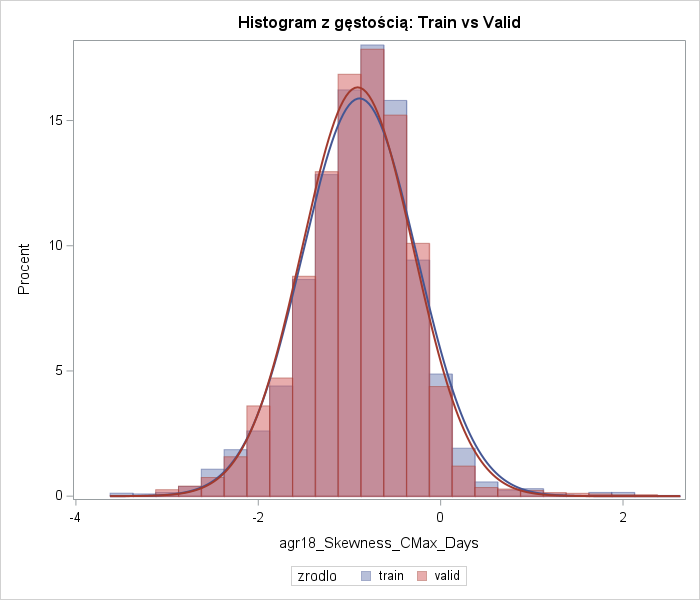 Histogram z gęstością: Train vs Valid
Procent
15
10
5
0
-4
-2
0
2
agr18_Skewness_CMax_Days
zrodlo train valid